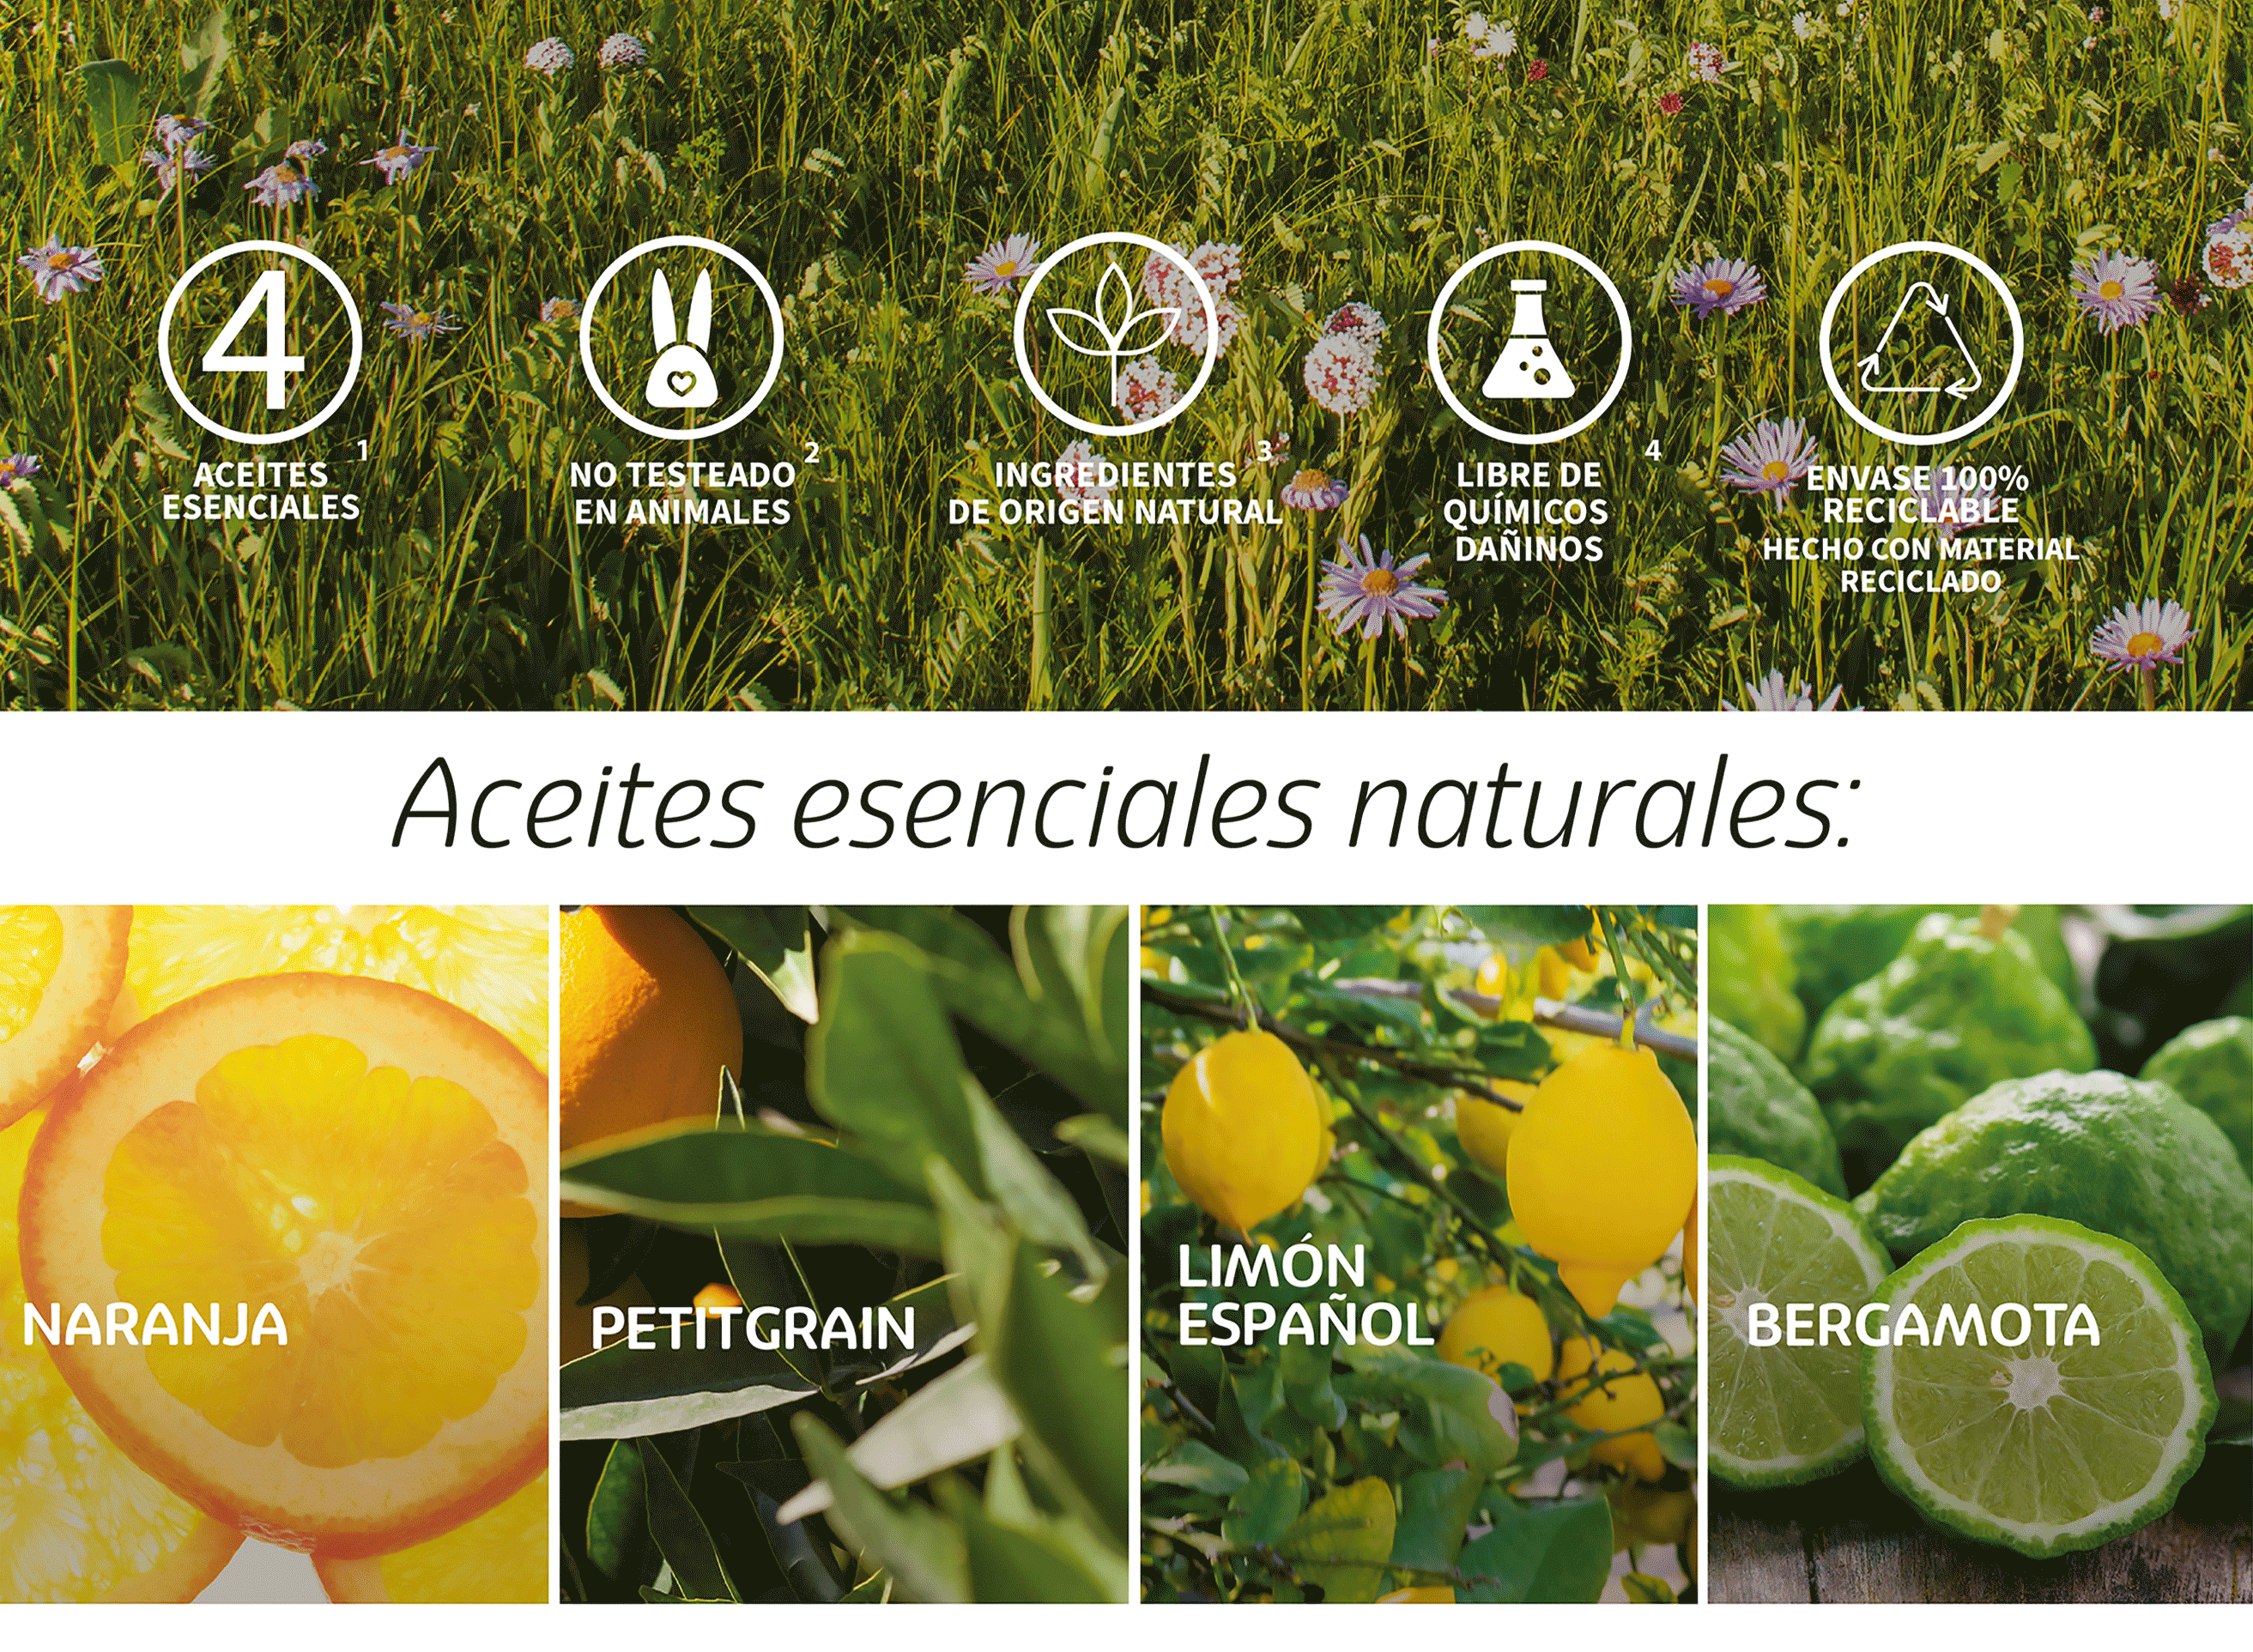 4
1
ACEITES
ESENCIALES
2
NO TESTEADO
EN ANIMALES
3
INGREDIENTES
DE ORIGEN NATURAL
4
LIBRE DE
QUÍMICOS
DAÑINOS
ENVASE 100%
RECICLABLE
HECHO CON MATERIAL
RECICLADO
Aceites esenciales naturales:
NARANJA
PETITGRAIN
LIMÓN
ESPAÑOL
BERGAMOTA